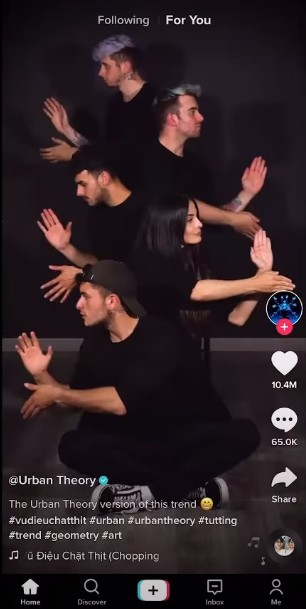 Following For You
10.4M
65.0K
Share
@Urban Theory
The Urban Theory version of this trend 😀
#vudieuchatthit #urban #urbantheory #tutting
#trend #geometry #art
ũ Điệu Chặt Thịt (Chopping
Home Discover Inbox Me